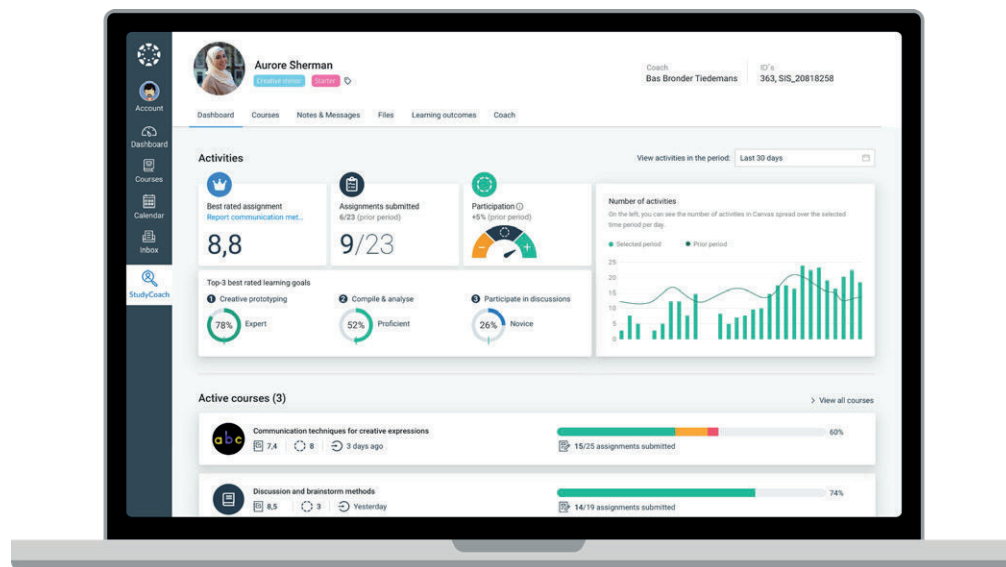 Aurore Sherman
Creative minor Starter
Coach
Bas Bronder Tiedemans
ID's
363, SIS_20818258
Account
Dashboard
Courses
Calendar
Inbox
StudyCoach
Dashboard Courses Notes & Messages Files Learning outcomes Coach
Activities
View activities in the period: Last 30 days
Best rated assignment
Report communication met...
8,8
Assignments submitted
6/23 (prior period)
9/23
Participation
+5% (prior period)
- +
Number of activities
On the left, you can see the number of activities in Canvas spread over the selected
time period per day.
Selected period Prior period
25
20
15
10
5
0
Top-3 best rated learning goals
1 Creative prototyping
78% Expert
2 Compile & analyse
52% Proficient
3 Participate in discussions
26% Novice
Active courses (3)
View all courses
abc
Communication techniques for creative expressions
7,4 8 3 days ago
60%
15/25 assignments submitted
Discussion and brainstorm methods
8,5 3 Yesterday
74%
14/19 assignments submitted